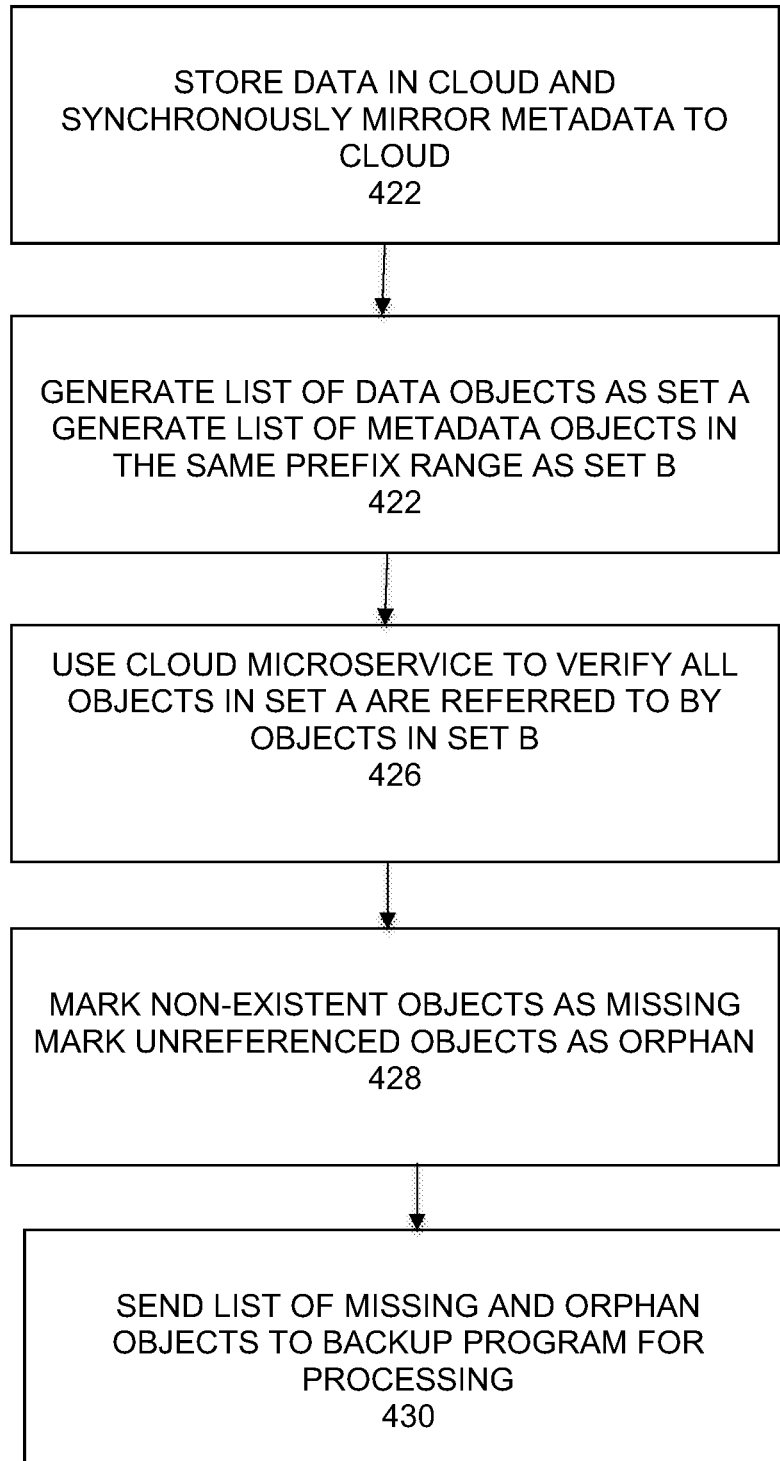 STORE DATA IN CLOUD AND
SYNCHRONOUSLY MIRROR METADATA TO
CLOUD
422
GENERATE LIST OF DATA OBJECTS AS SET A
GENERATE LIST OF METADATA OBJECTS IN
THE SAME PREFIX RANGE AS SET B
422
USE CLOUD MICROSERVICE TO VERIFY ALL
OBJECTS IN SET A ARE REFERRED TO BY
OBJECTS IN SET B
426
MARK NON-EXISTENT OBJECTS AS MISSING
MARK UNREFERENCED OBJECTS AS ORPHAN
428
SEND LIST OF MISSING AND ORPHAN
OBJECTS TO BACKUP PROGRAM FOR
PROCESSING
430